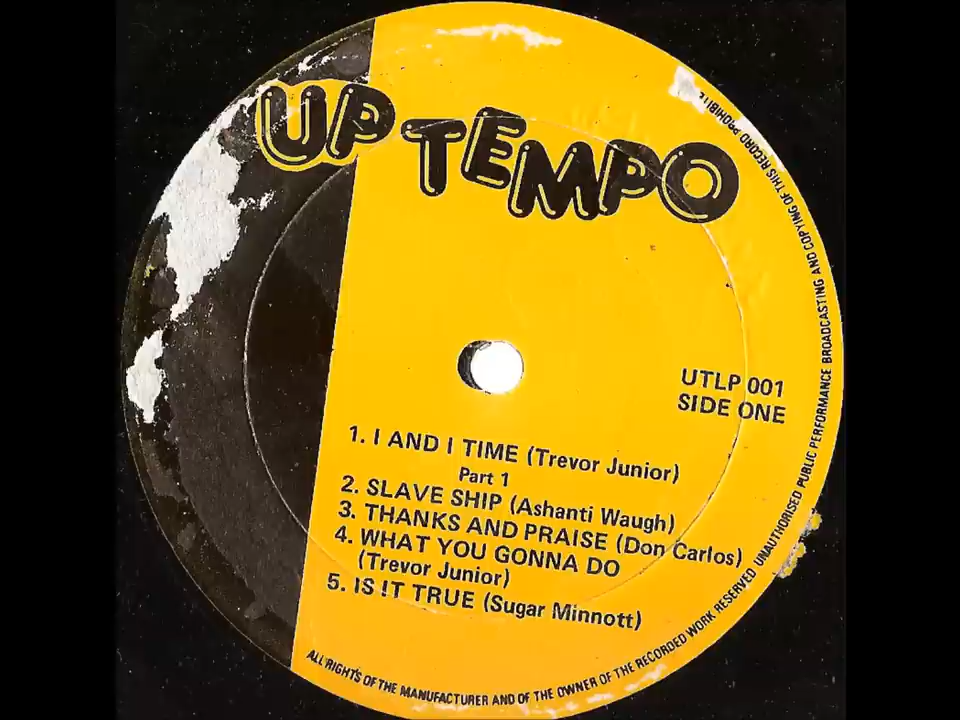 UP TEMPO
UTLP 001
SIDE ONE
1. I AND I TIME (Trevor Junior)
Part 1
2. SLAVE SHIP (Ashanti Waugh)
3. THANKS AND PRAISE (Don Carlos)
4. WHAT YOU GONNA DO
(Trevor Junior)
5. IS IT TRUE (Sugar Minnott)
ALL RIGHTS OF THE MANUFACTURER AND OF THE OWNER OF THE RECORDED WORK RESERVED UNAUTHORISED PUBLIC PERFORMANCE BROADCASTING AND COPYING OF THIS RECORD PROHIBITE